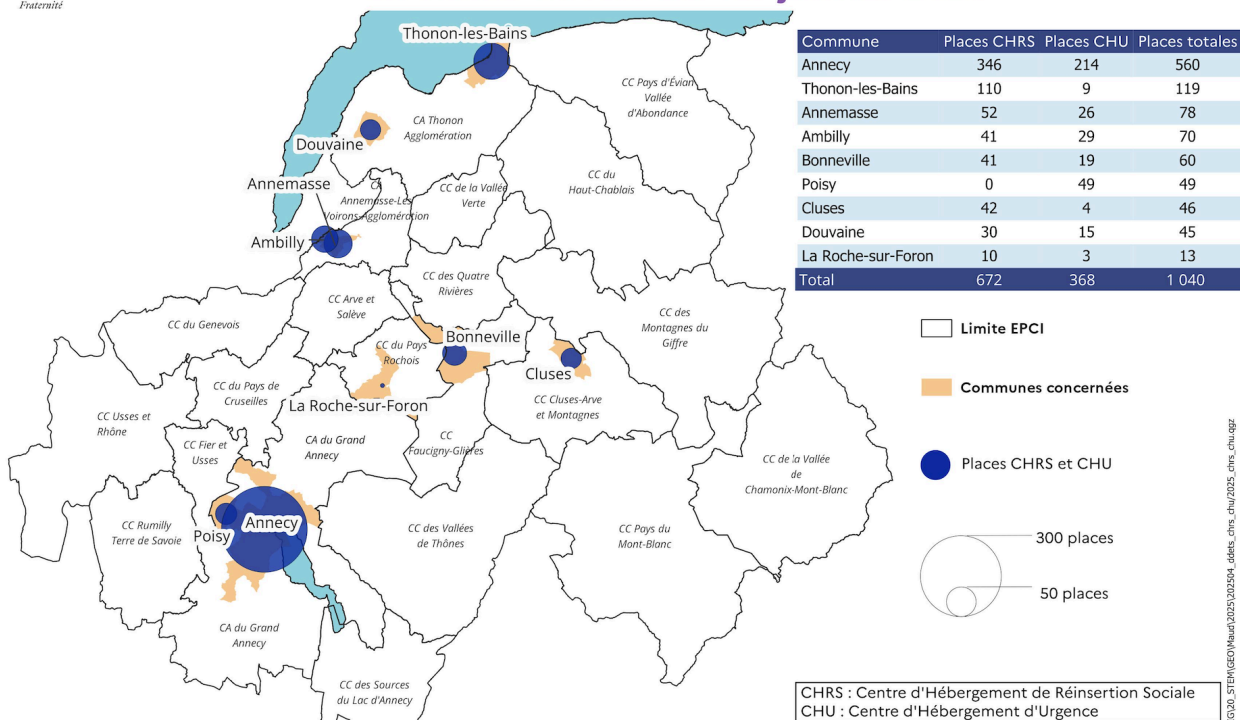 Fraternité
Thonon-les-Bains
CC Pays d'Évian
Vallée
d'Abondance
CA Thonon
Agglomération
Douvaine
CC du
Haut-Chablais
Annemasse
CA
Annemasse-Les
Voirons-Agglomération
CC de la Vallée
Verte
Ambilly
CC des Quatre
Rivières
CC Arve et
Salève
CC du Genevois
CC des
Montagnes du
Giffre
Bonneville
CC du Pays
Rochois
Cluses
CC du Pays de
Cruseilles
La Roche-sur-Foron
CC Cluses-Arve
et Montagnes
CC Usses et
Rhône
CC Fier et
Usses
CA du Grand
Annecy
CC
Faucigny-Glières
CC de la Vallée
de
Chamonix-Mont-Blanc
Annecy
Poisy
CC Rumilly
Terre de Savoie
CC des Vallées
de Thônes
CC Pays du
Mont-Blanc
CA du Grand
Annecy
CC des Sources
du Lac d'Annecy
Commune Places CHRS Places CHU Places totales
Annecy 346 214 560
Thonon-les-Bains 110 9 119
Annemasse 52 26 78
Ambilly 41 29 70
Bonneville 41 19 60
Poisy 0 49 49
Cluses 42 4 46
Douvaine 30 15 45
La Roche-sur-Foron 10 3 13
Total 672 368 1 040
Limite EPCI
Communes concernées
Places CHRS et CHU
300 places
50 places
CHRS : Centre d'Hébergement de Réinsertion Sociale
CHU : Centre d'Hébergement d'Urgence
20_STEM\GEO\Maud\2025\202504_ddets_chrs_chu/2025_chrs_chu.qgz